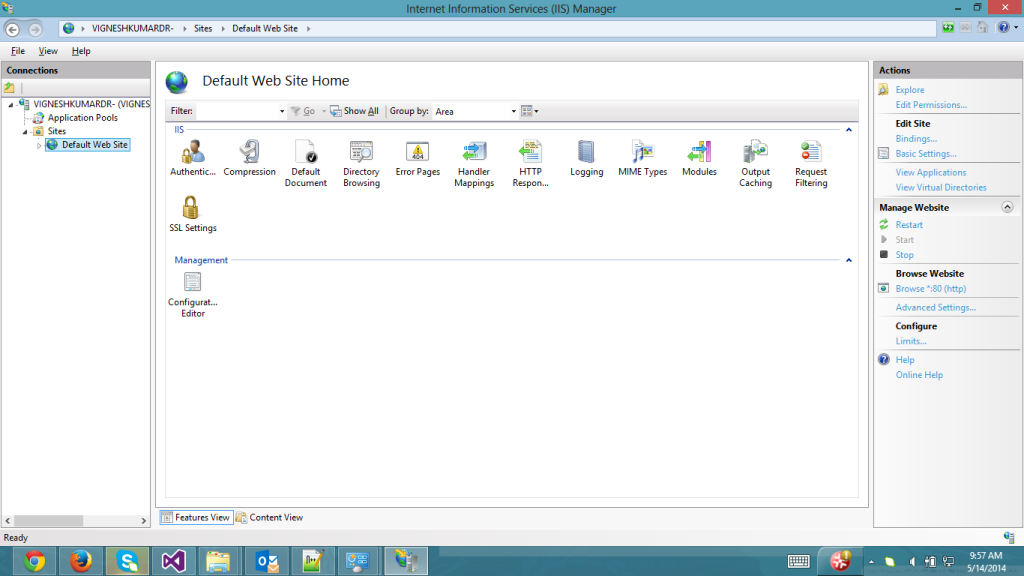 Internet Information Services (IIS) Manager
VIGNESHKUMARDR- Sites Default Web Site
File View Help
Connections
VIGNESHKUMARDR- (VIGNES
Application Pools
Sites
Default Web Site
Default Web Site Home
Filter: Go Show All Group by: Area
IIS
Authentic... Compression Default Document Directory Browsing Error Pages Handler Mappings HTTP Respon... Logging MIME Types Modules Output Caching Request Filtering
404
SSL Settings
Management
Configurat... Editor
Features View Content View
Actions
Explore
Edit Permissions...
Edit Site
Bindings...
Basic Settings...
View Applications
View Virtual Directories
Manage Website
Restart
Start
Stop
Browse Website
Browse *:80 (http)
Advanced Settings...
Configure
Limits...
Help
Online Help
Ready
9:57 AM
5/14/2014